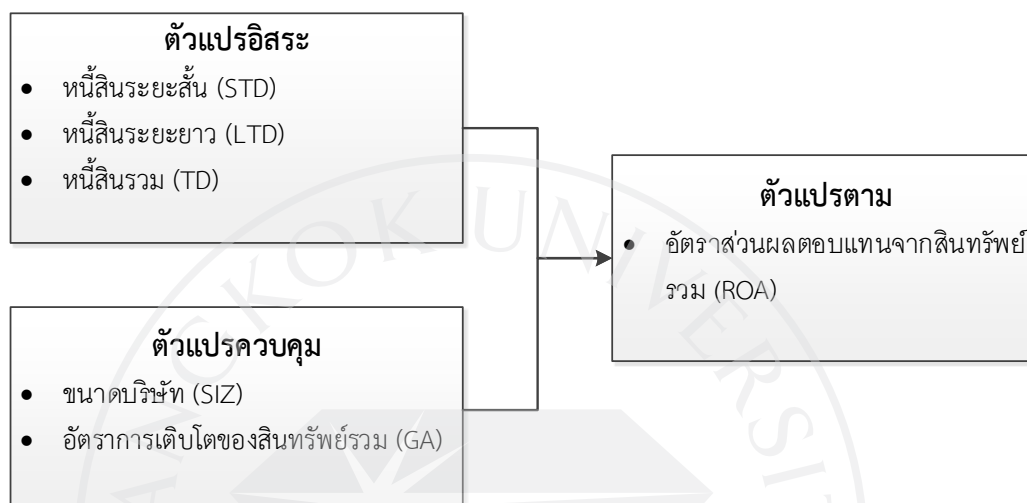 ตัวแปรอิสระ
• หนี้สินระยะสั้น (STD)
• หนี้สินระยะยาว (LTD)
• หนี้สินรวม (TD)
ตัวแปรควบคุม
• ขนาดบริษัท (SIZ)
• อัตราการเติบโตของสินทรัพย์รวม (GA)
ตัวแปรตาม
• อัตราส่วนผลตอบแทนจากสินทรัพย์
รวม (ROA)
NGKOK UNIVERSI